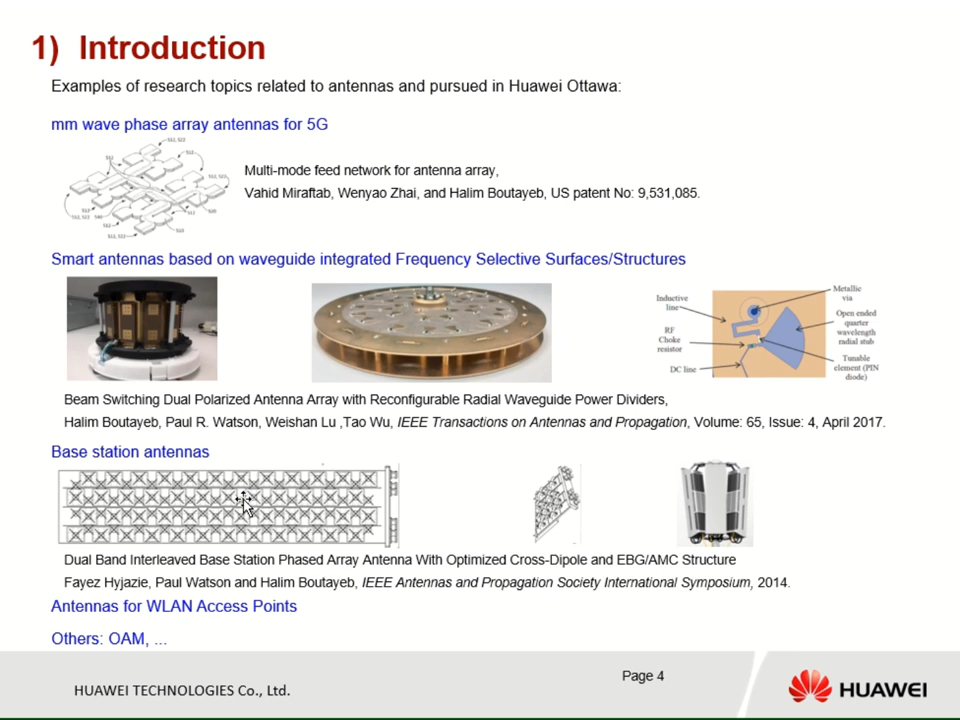 1) Introduction
Examples of research topics related to antennas and pursued in Huawei Ottawa:
mm wave phase array antennas for 5G
Multi-mode feed network for antenna array,
Vahid Miraftab, Wenyao Zhai, and Halim Boutayeb, US patent No: 9,531,085.
Smart antennas based on waveguide integrated Frequency Selective Surfaces/Structures
Inductive
line
RF
Choke
resistor
DC line
Metallic
via
Open ended
quarter
wavelength
radial stub
Tunable
element (PIN
diode)
Beam Switching Dual Polarized Antenna Array with Reconfigurable Radial Waveguide Power Dividers,
Halim Boutayeb, Paul R. Watson, Weishan Lu ,Tao Wu, IEEE Transactions on Antennas and Propagation, Volume: 65, Issue: 4, April 2017.
Base station antennas
Dual Band Interleaved Base Station Phased Array Antenna With Optimized Cross-Dipole and EBG/AMC Structure
Fayez Hyjazie, Paul Watson and Halim Boutayeb, IEEE Antennas and Propagation Society International Symposium, 2014.
Antennas for WLAN Access Points
Others: OAM, ...
HUAWEI TECHNOLOGIES Co., Ltd.
Page 4
HUAWEI